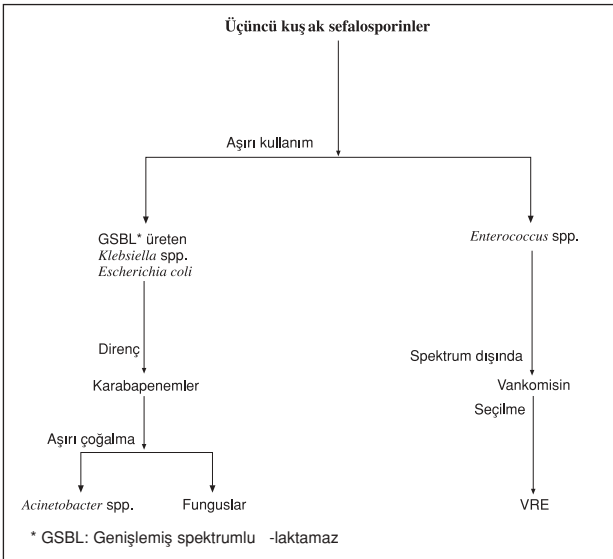 Üçüncü kuşak sefalosporinler
Aşırı kullanım
GSBL* üreten
Klebsiella spp.
Escherichia coli
Enterococcus spp.
Direnç
Spektrum dışında
Karabapenemler
Vankomisin
Seçilme
Aşırı çoğalma
Acinetobacter spp.
Funguslar
VRE
* GSBL: Genişlemiş spektrumlu -laktamaz